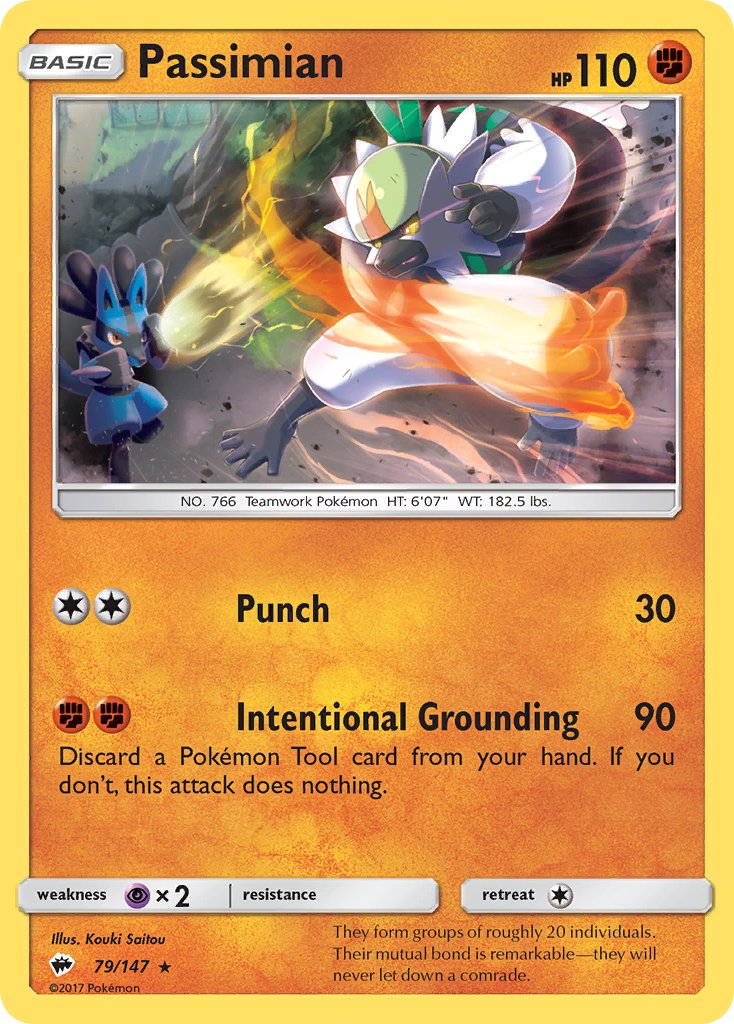 BASIC Passimian HP 110
NO. 766 Teamwork Pokémon HT: 6'07" WT: 182.5 lbs.
Punch 30
Intentional Grounding 90
Discard a Pokémon Tool card from your hand. If you
don't, this attack does nothing.
weakness × 2 resistance retreat
Illus. Kouki Saitou
79/147 ★
©2017 Pokémon
They form groups of roughly 20 individuals.
Their mutual bond is remarkable—they will
never let down a comrade.